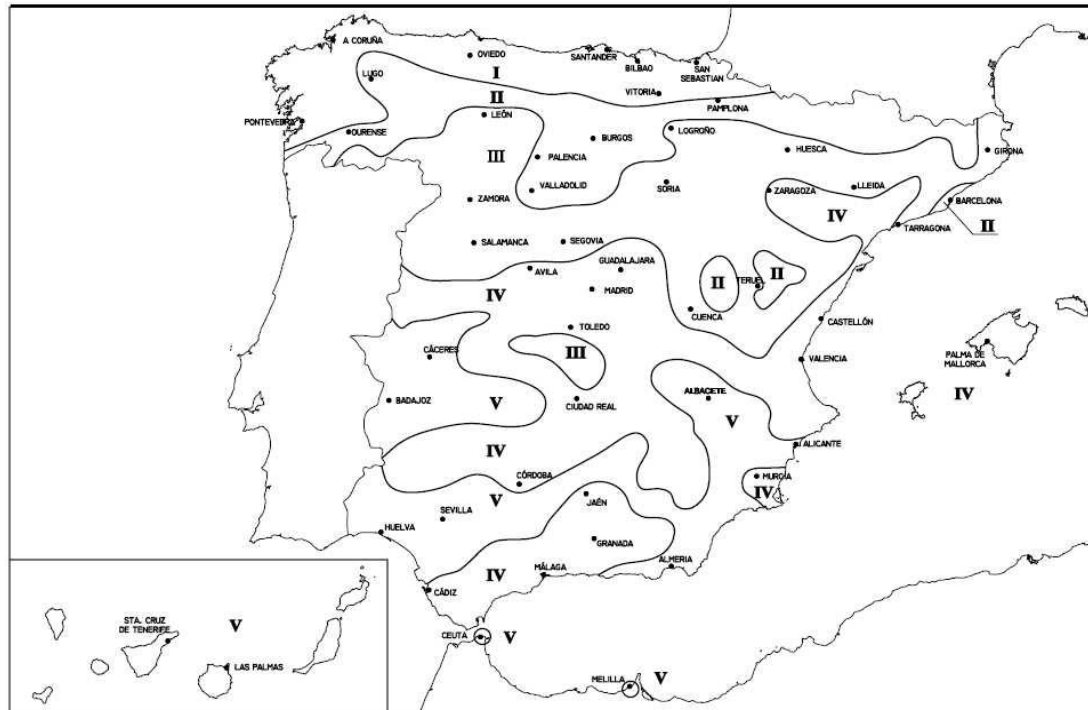 A CORUÑA
OVIEDO
SANTANDER
BILBAO
SAN
SEBASTIAN
LUGO
I
VITORIA
PAMPLONA
II
LEÓN
PONTEVEDRA
OURENSE
LOGROÑO
BURGOS
HUESCA
GIRONA
III
PALENCIA
VALLADOLID
SORIA
ZARAGOZA
LLEIDA
ZAMORA
BARCELONA
IV
TARRAGONA
II
SALAMANCA
SEGOVIA
AVILA
GUADALAJARA
IV
MADRID
II
TERUEL
II
CUENCA
CASTELLÓN
TOLEDO
CÁCERES
III
VALENCIA
PALMA DE
MALLORCA
IV
BADAJOZ
V
CIUDAD REAL
ALBACETE
V
IV
ALICANTE
CÓRDOBA
MURCIA
IV
V
JAÉN
SEVILLA
HUELVA
GRANADA
ALMERIA
IV
MÁLAGA
CÁDIZ
CEUTA
V
MELILLA
V
STA. CRUZ
DE TENERIFE
V
LAS PALMAS